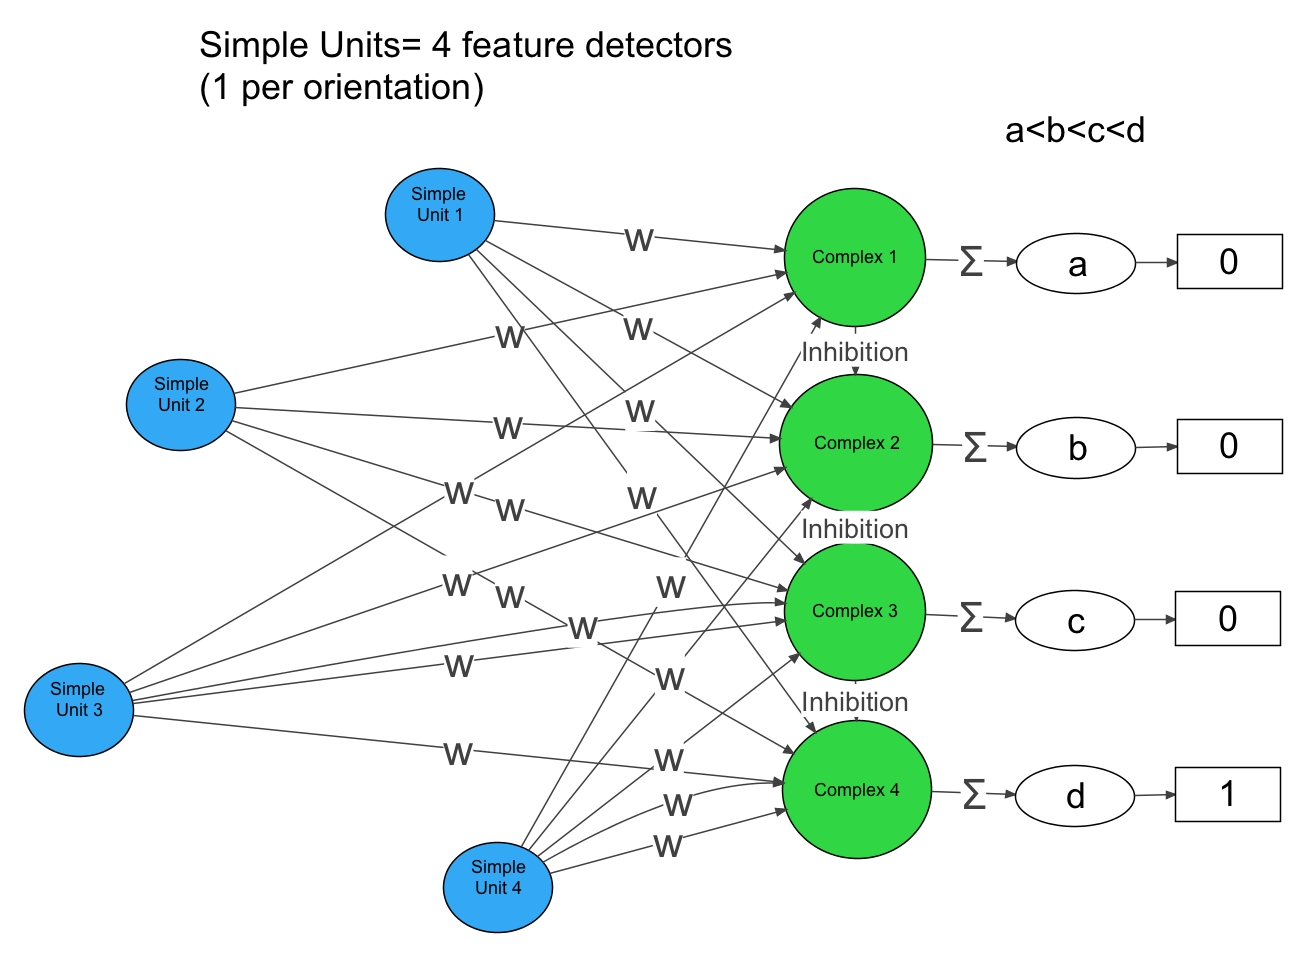 Simple Units= 4 feature detectors
(1 per orientation)
a<b<c<d
Simple
Unit 1
W
Complex 1
Σ
a
0
W
W
Inhibition
Simple
Unit 2
W
W
Complex 2
Σ
b
0
W
W
W
W
Inhibition
W
W
W
Complex 3
Σ
c
0
W
W
W
Simple
Unit 3
Inhibition
W
W
W
Complex 4
Σ
d
1
W
Simple
Unit 4